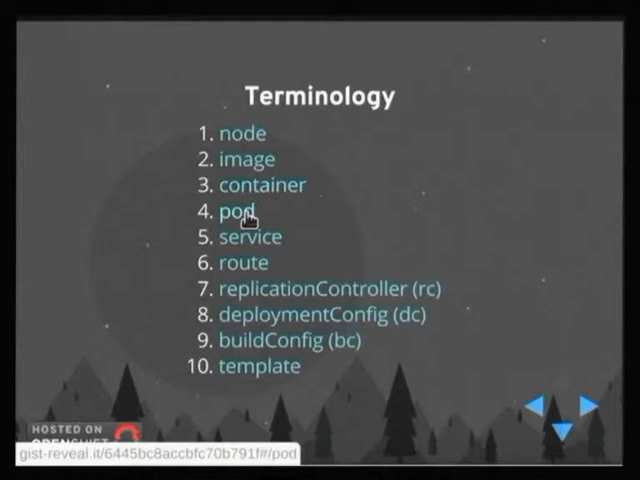 Terminology
1. node
2. image
3. container
4. pod
5. service
6. route
7. replicationController (rc)
8. deploymentConfig (dc)
9. buildConfig (bc)
10. template
HOSTED ON
OPENSHIFT
gist-reveal.it/6445bc8accbfc70b791f#/pod